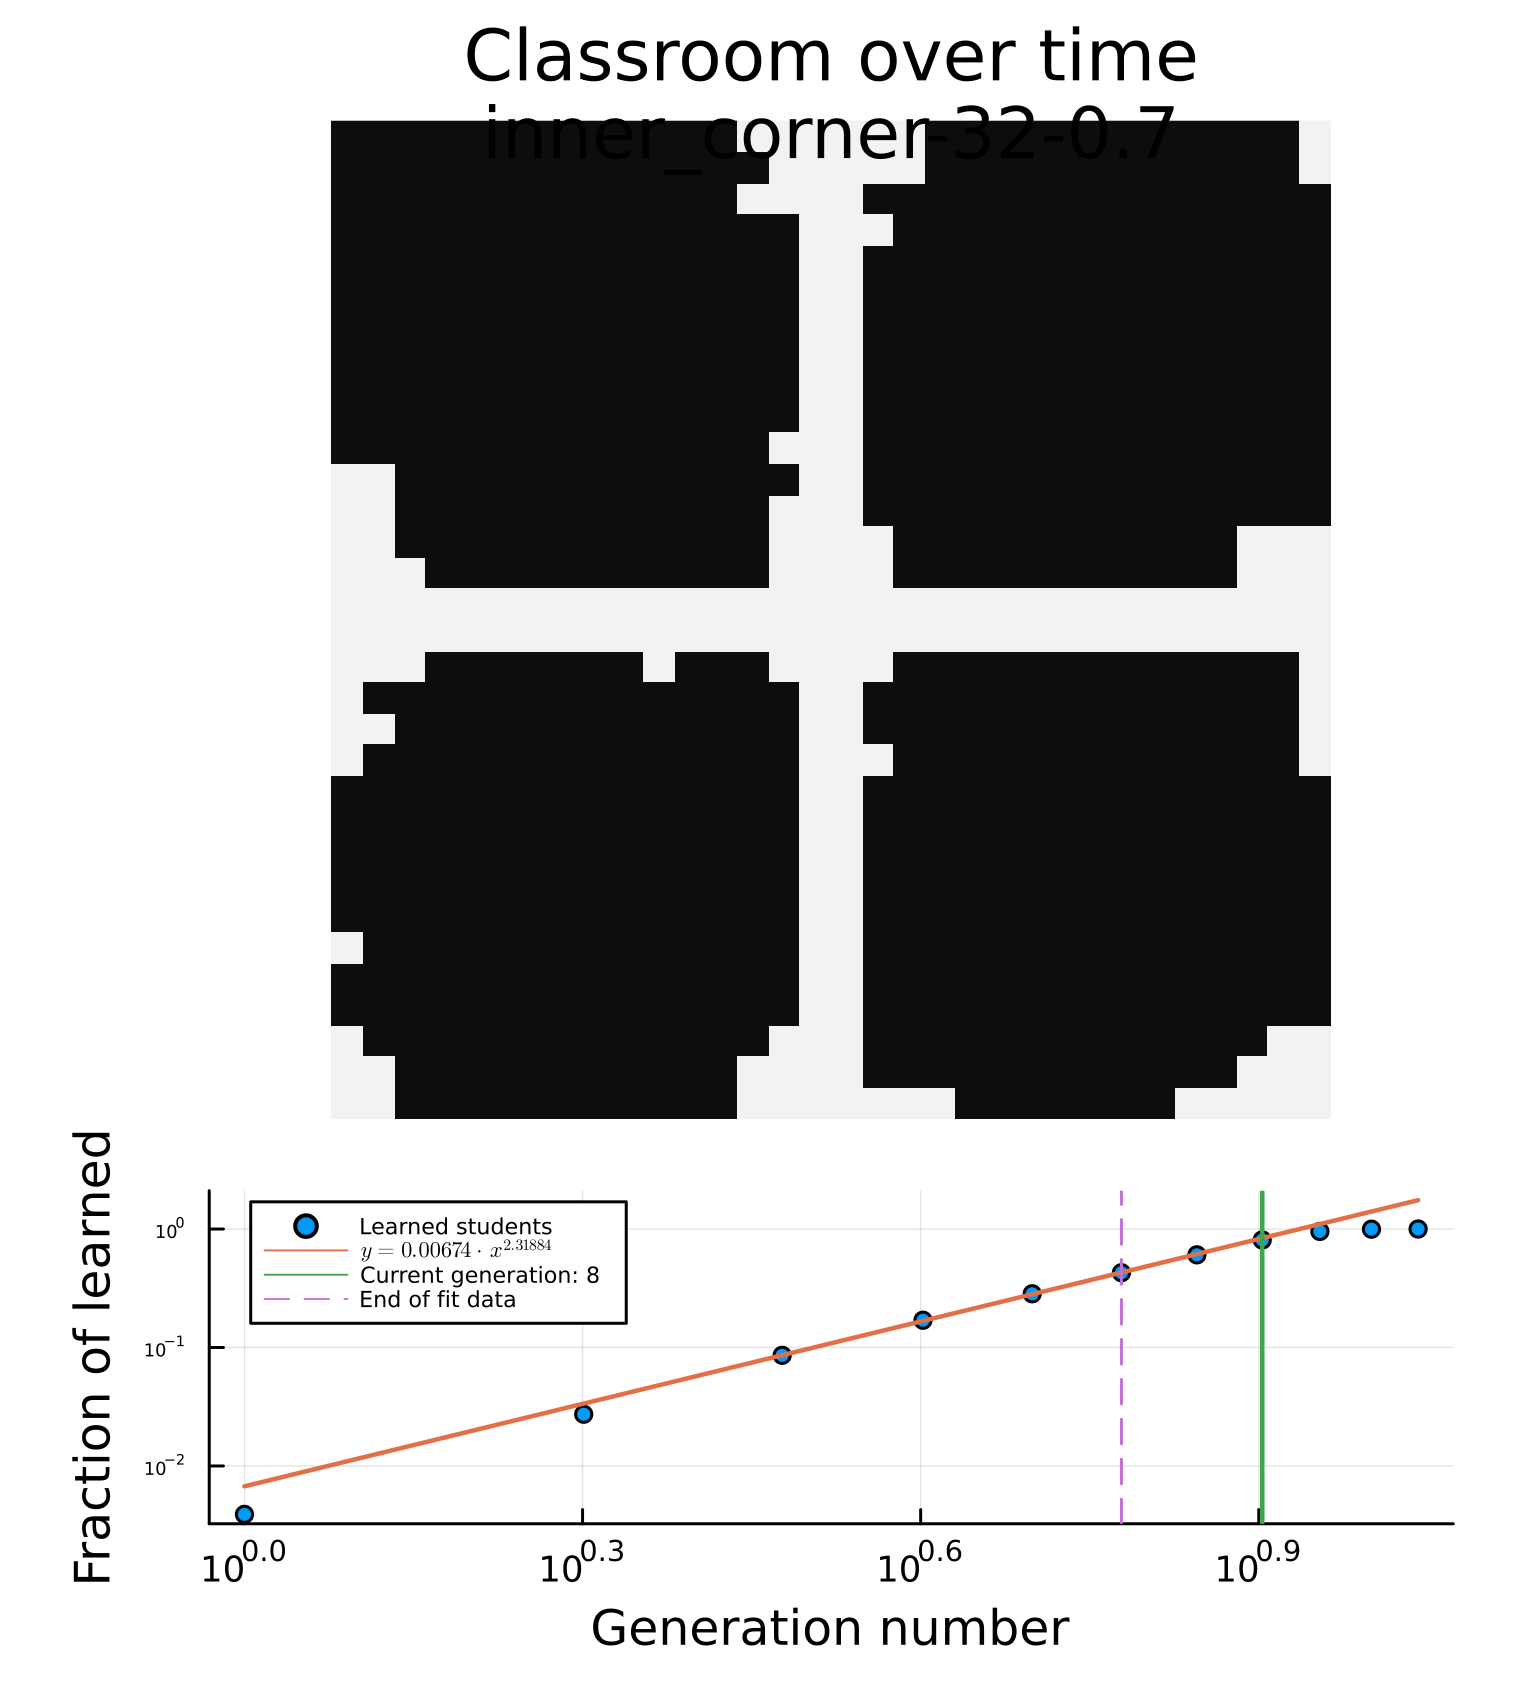 Classroom over time
inner_corner-32-0.7
Fraction of learned
10⁰
10⁻¹
10⁻²
Learned students
y = 0.00674 · x^2.31884
Current generation: 8
End of fit data
10^0.0
10^0.3
10^0.6
10^0.9
Generation number